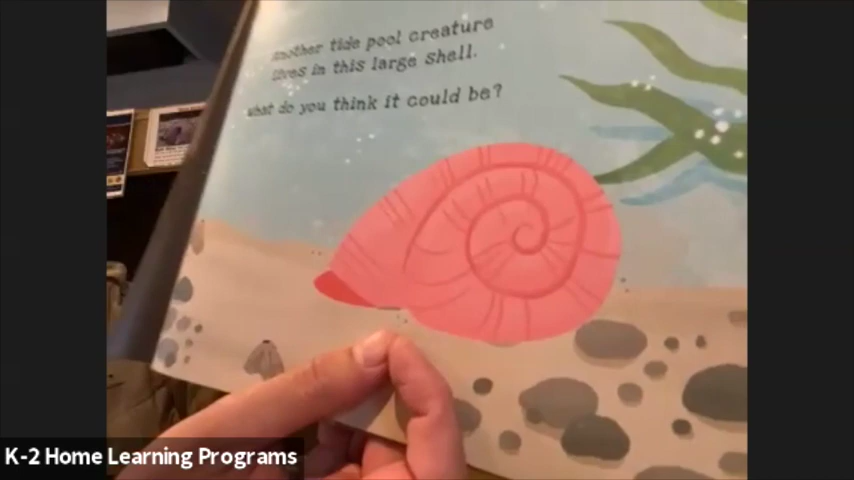 another tide pool creature
lives in this large shell.
what do you think it could be?
K-2 Home Learning Programs